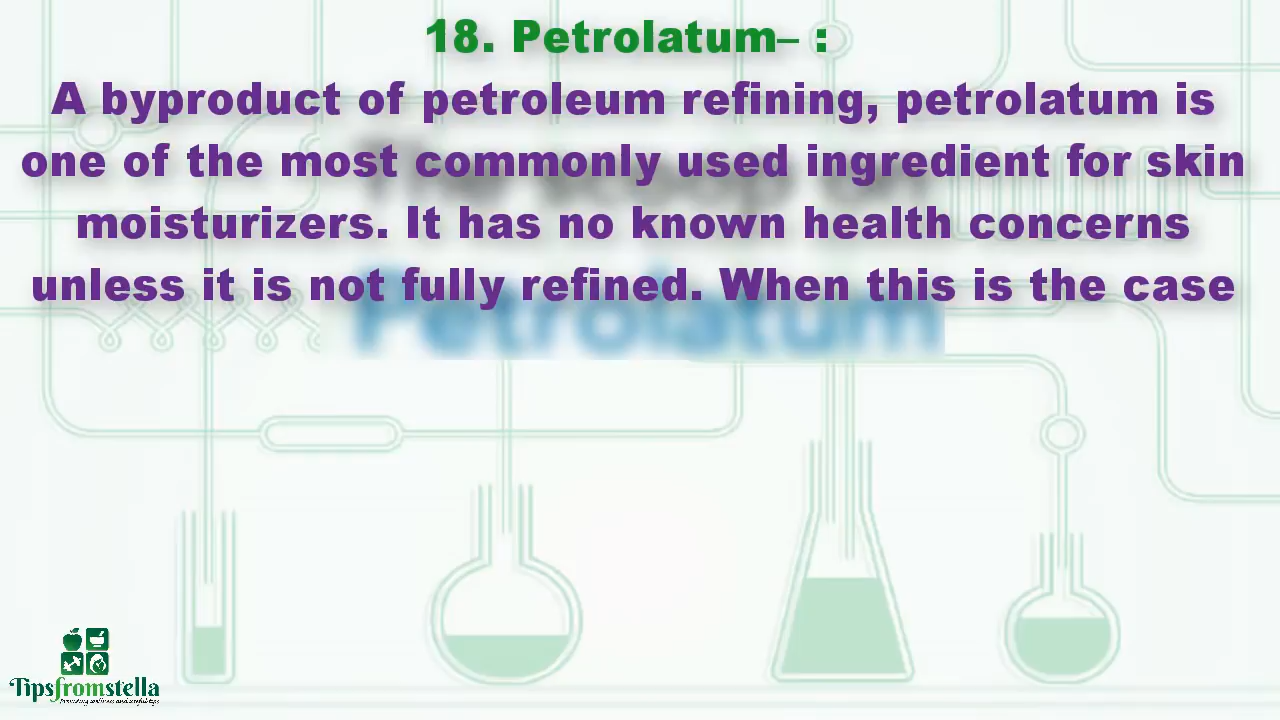 18. Petrolatum– :
A byproduct of petroleum refining, petrolatum is
one of the most commonly used ingredient for skin
moisturizers. It has no known health concerns
unless it is not fully refined. When this is the case
Petrolatum
Tipsfromstella